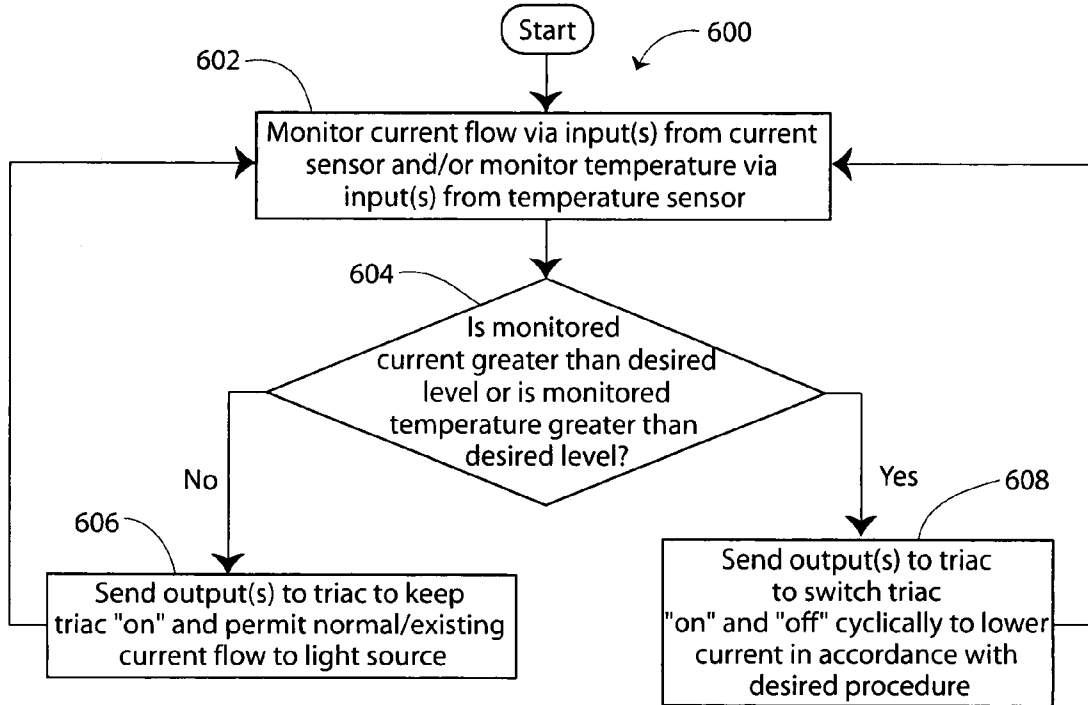 Start
600
602
Monitor current flow via input(s) from current
sensor and/or monitor temperature via
input(s) from temperature sensor
604
Is monitored
current greater than desired
level or is monitored
temperature greater than
desired level?
No
Yes
606
Send output(s) to triac to keep
triac "on" and permit normal/existing
current flow to light source
608
Send output(s) to triac
to switch triac
"on" and "off" cyclically to lower
current in accordance with
desired procedure